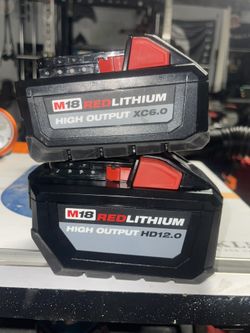 M18 REDLITHIUM
HIGH OUTPUT XC6.0
M18 REDLITHIUM
HIGH OUTPUT HD12.0